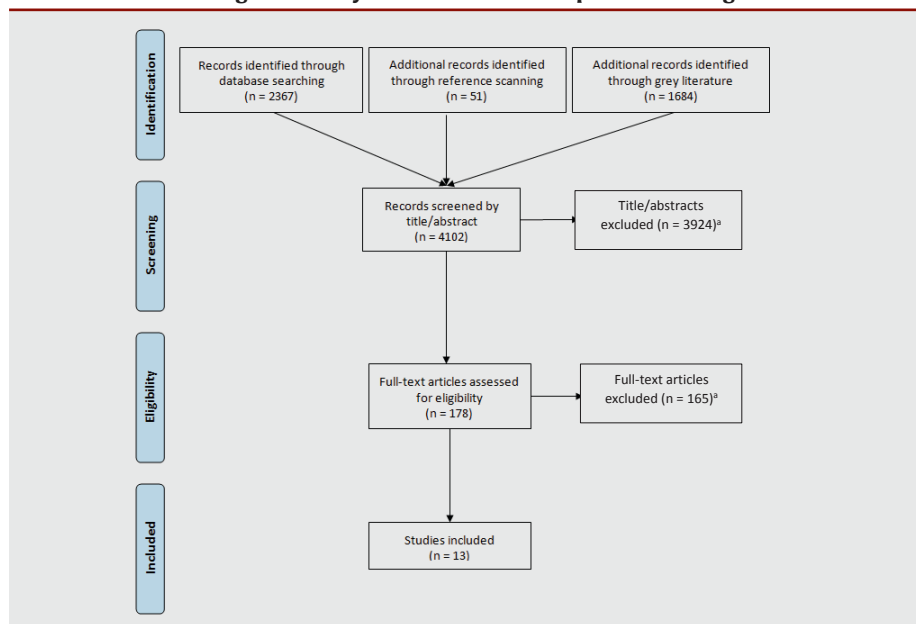 Identification
Records identified through
database searching
(n = 2367)
Additional records identified
through reference scanning
(n = 51)
Additional records identified
through grey literature
(n = 1684)
Screening
Records screened by
title/abstract
(n = 4102)
Title/abstracts
excluded (n = 3924)ᵃ
Eligibility
Full-text articles assessed
for eligibility
(n = 178)
Full-text articles
excluded (n = 165)ᵃ
Included
Studies included
(n = 13)